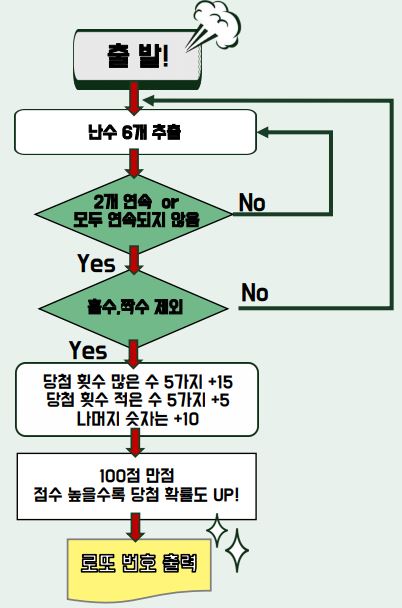 출 발!
난수 6개 추출
2개 연속 or
모두 연속되지 않음
No
Yes
홀수,짝수 제외
No
Yes
당첨 횟수 많은 수 5가지 +15
당첨 횟수 적은 수 5가지 +5
나머지 숫자는 +10
100점 만점
점수 높을수록 당첨 확률도 UP!
로또 번호 출력